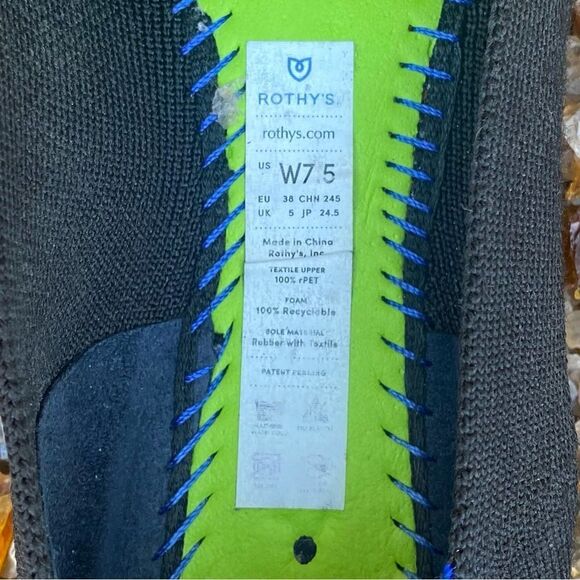 ROTHY'S
rothys.com
US W7.5
EU 38 CHN 245
UK 5 JP 24.5
Made in China
Rothy's, Inc.
TEXTILE UPPER
100% rPET
FOAM
100% Recyclable
SOLE MATERIAL
Rubber with Textile
PATENT PENDING